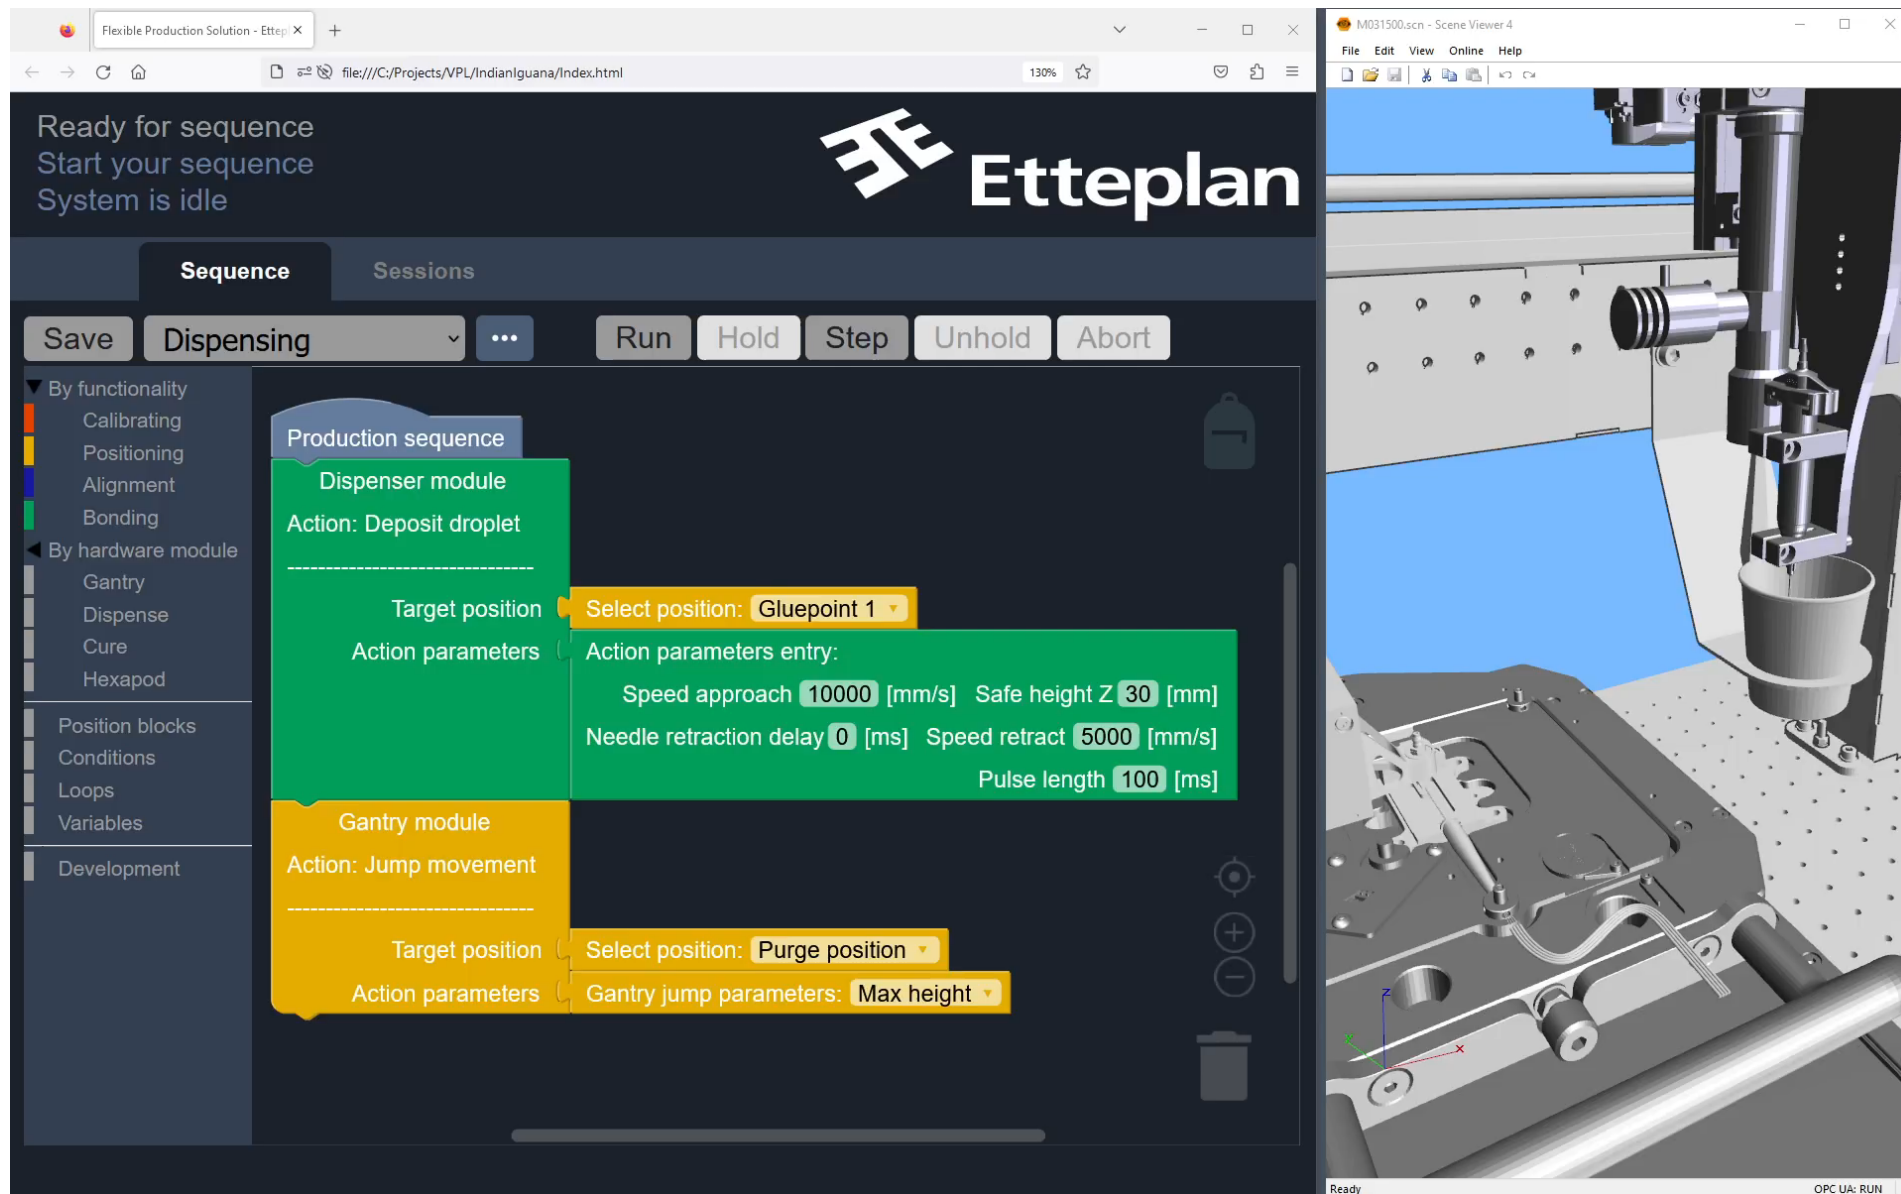 Flexible Production Solution - Ettepl
file:///C:/Projects/VPL/IndianIguana/Index.html
130%
Ready for sequence
Start your sequence
System is idle
Etteplan
Sequence
Sessions
Save
Dispensing
Run
Hold
Step
Unhold
Abort
By functionality
Calibrating
Positioning
Alignment
Bonding
By hardware module
Gantry
Dispense
Cure
Hexapod
Position blocks
Conditions
Loops
Variables
Development
Production sequence
Dispenser module
Action: Deposit droplet
--------------------------------
Target position
Select position: Gluepoint 1
Action parameters
Action parameters entry:
Speed approach 10000 [mm/s] Safe height Z 30 [mm]
Needle retraction delay 0 [ms] Speed retract 5000 [mm/s]
Pulse length 100 [ms]
Gantry module
Action: Jump movement
--------------------------------
Target position
Select position: Purge position
Action parameters
Gantry jump parameters: Max height
M031500.scn - Scene Viewer 4
File Edit View Online Help
z
y
x
Ready
OPC UA: RUN